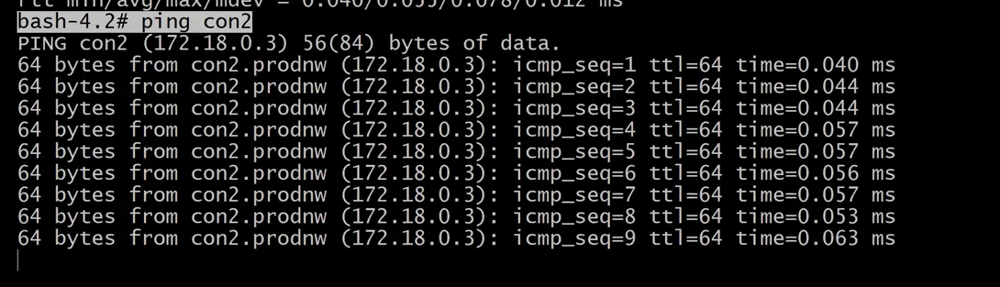 rtt min/avg/max/mdev = 0.040/0.055/0.078/0.012 ms
bash-4.2# ping con2
PING con2 (172.18.0.3) 56(84) bytes of data.
64 bytes from con2.prodnw (172.18.0.3): icmp_seq=1 ttl=64 time=0.040 ms
64 bytes from con2.prodnw (172.18.0.3): icmp_seq=2 ttl=64 time=0.044 ms
64 bytes from con2.prodnw (172.18.0.3): icmp_seq=3 ttl=64 time=0.044 ms
64 bytes from con2.prodnw (172.18.0.3): icmp_seq=4 ttl=64 time=0.057 ms
64 bytes from con2.prodnw (172.18.0.3): icmp_seq=5 ttl=64 time=0.057 ms
64 bytes from con2.prodnw (172.18.0.3): icmp_seq=6 ttl=64 time=0.056 ms
64 bytes from con2.prodnw (172.18.0.3): icmp_seq=7 ttl=64 time=0.057 ms
64 bytes from con2.prodnw (172.18.0.3): icmp_seq=8 ttl=64 time=0.053 ms
64 bytes from con2.prodnw (172.18.0.3): icmp_seq=9 ttl=64 time=0.063 ms